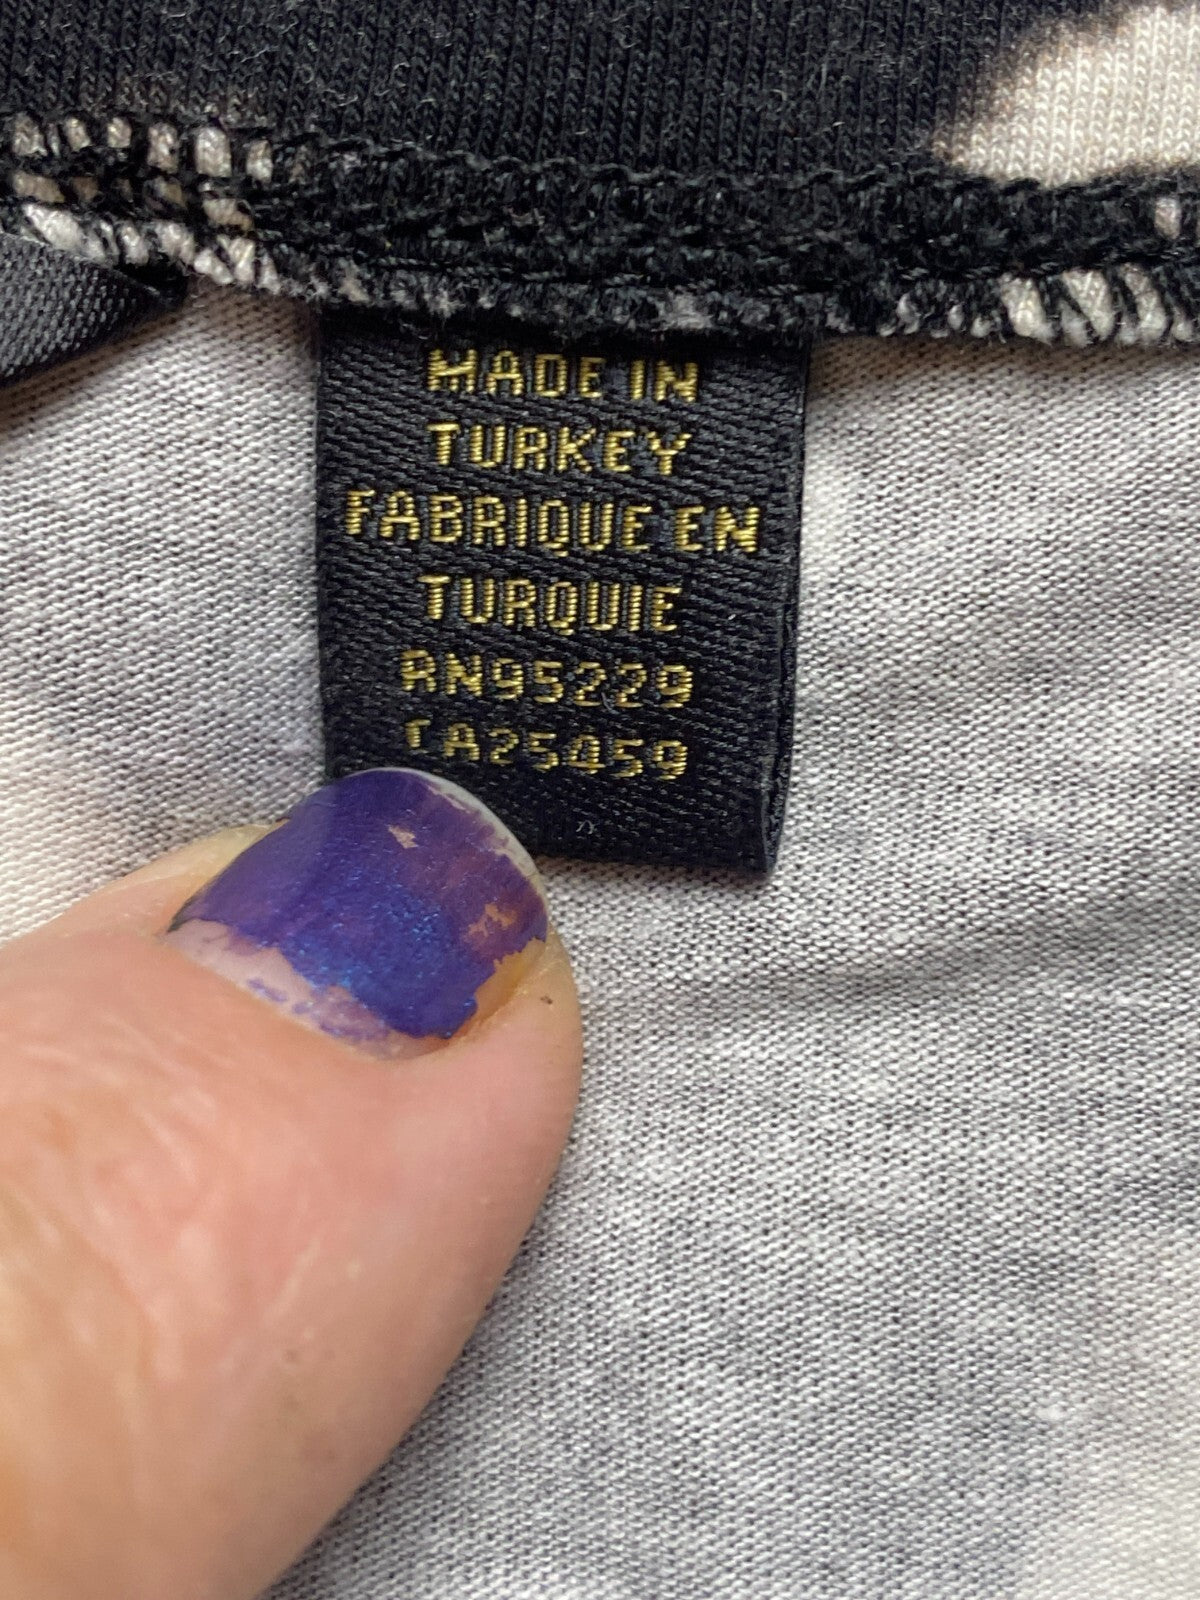 MADE IN
TURKEY
FABRIQUE EN
TURQUIE
RN95229
CA25459